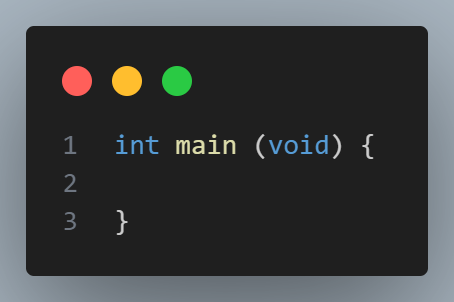 1 int main (void) {
2
3 }